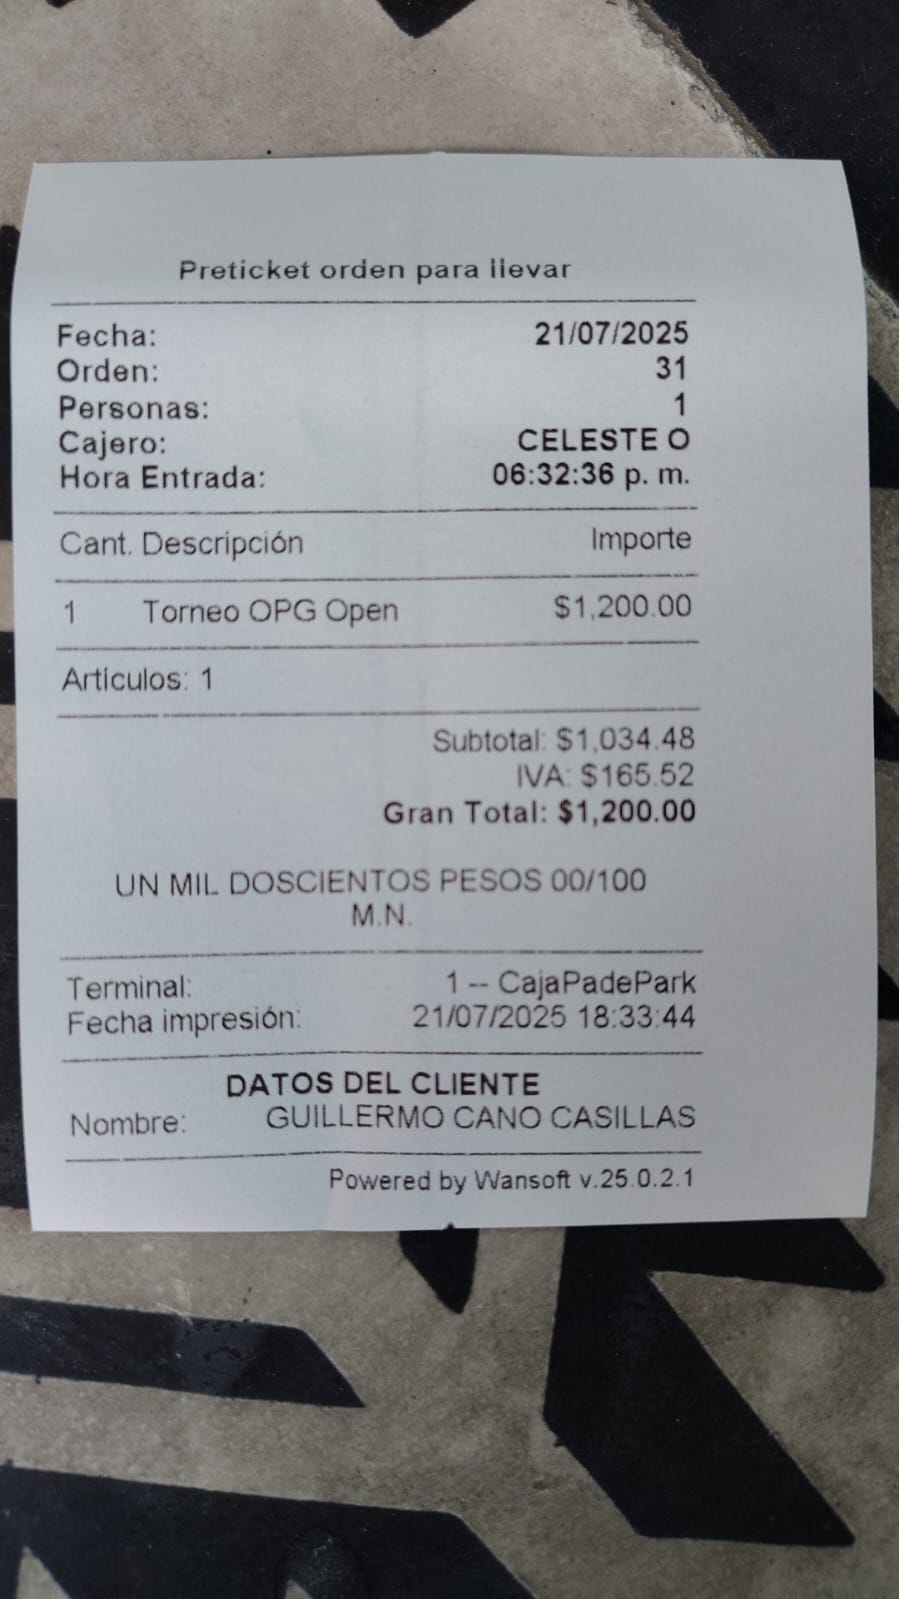 Preticket orden para llevar
Fecha: 21/07/2025
Orden: 31
Personas: 1
Cajero: CELESTE O
Hora Entrada: 06:32:36 p. m.
Cant. Descripción Importe
1 Torneo OPG Open $1,200.00
Articulos: 1
Subtotal: $1,034.48
IVA: $165.52
Gran Total: $1,200.00
UN MIL DOSCIENTOS PESOS 00/100
M.N.
Terminal: 1 -- CajaPadePark
Fecha impresión: 21/07/2025 18:33:44
DATOS DEL CLIENTE
Nombre: GUILLERMO CANO CASILLAS
Powered by Wansoft v.25.0.2.1